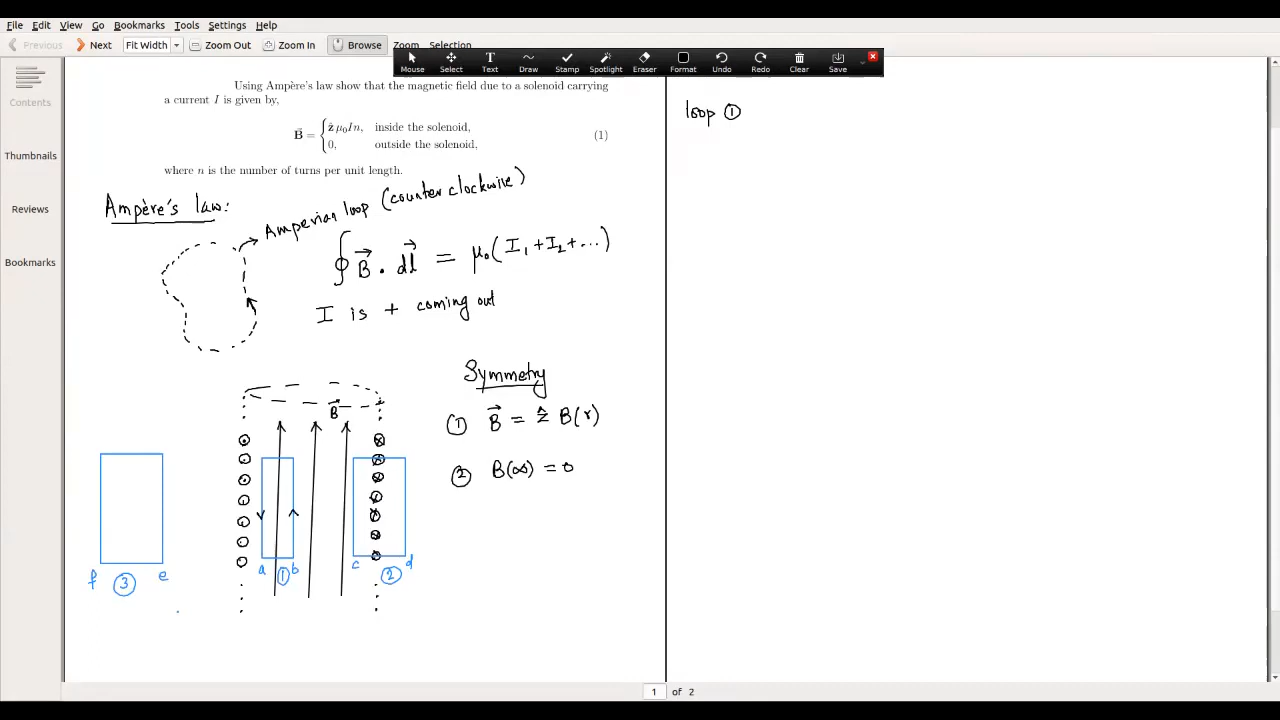 File Edit View Go Bookmarks Tools Settings Help
Previous Next Fit Width Zoom Out Zoom In Browse Zoom Selection
Mouse Select Text Draw Stamp Spotlight Eraser Format Undo Redo Clear Save
Contents
Thumbnails
Reviews
Bookmarks
Using Ampère's law show that the magnetic field due to a solenoid carrying
a current I is given by,
B⃗ = { ẑ μ₀In, inside the solenoid,
0, outside the solenoid,
(1)
where n is the number of turns per unit length.
Ampère's law:
Amperian loop (counter clockwise)
∮ B⃗ . dl⃗ = μ₀(I₁ + I₂ + ...)
I is + coming out
B⃗
f ③ e
a ① b
c ② d
Symmetry
① B⃗ = ẑ B(r)
② B(∞) = 0
loop ①
1 of 2